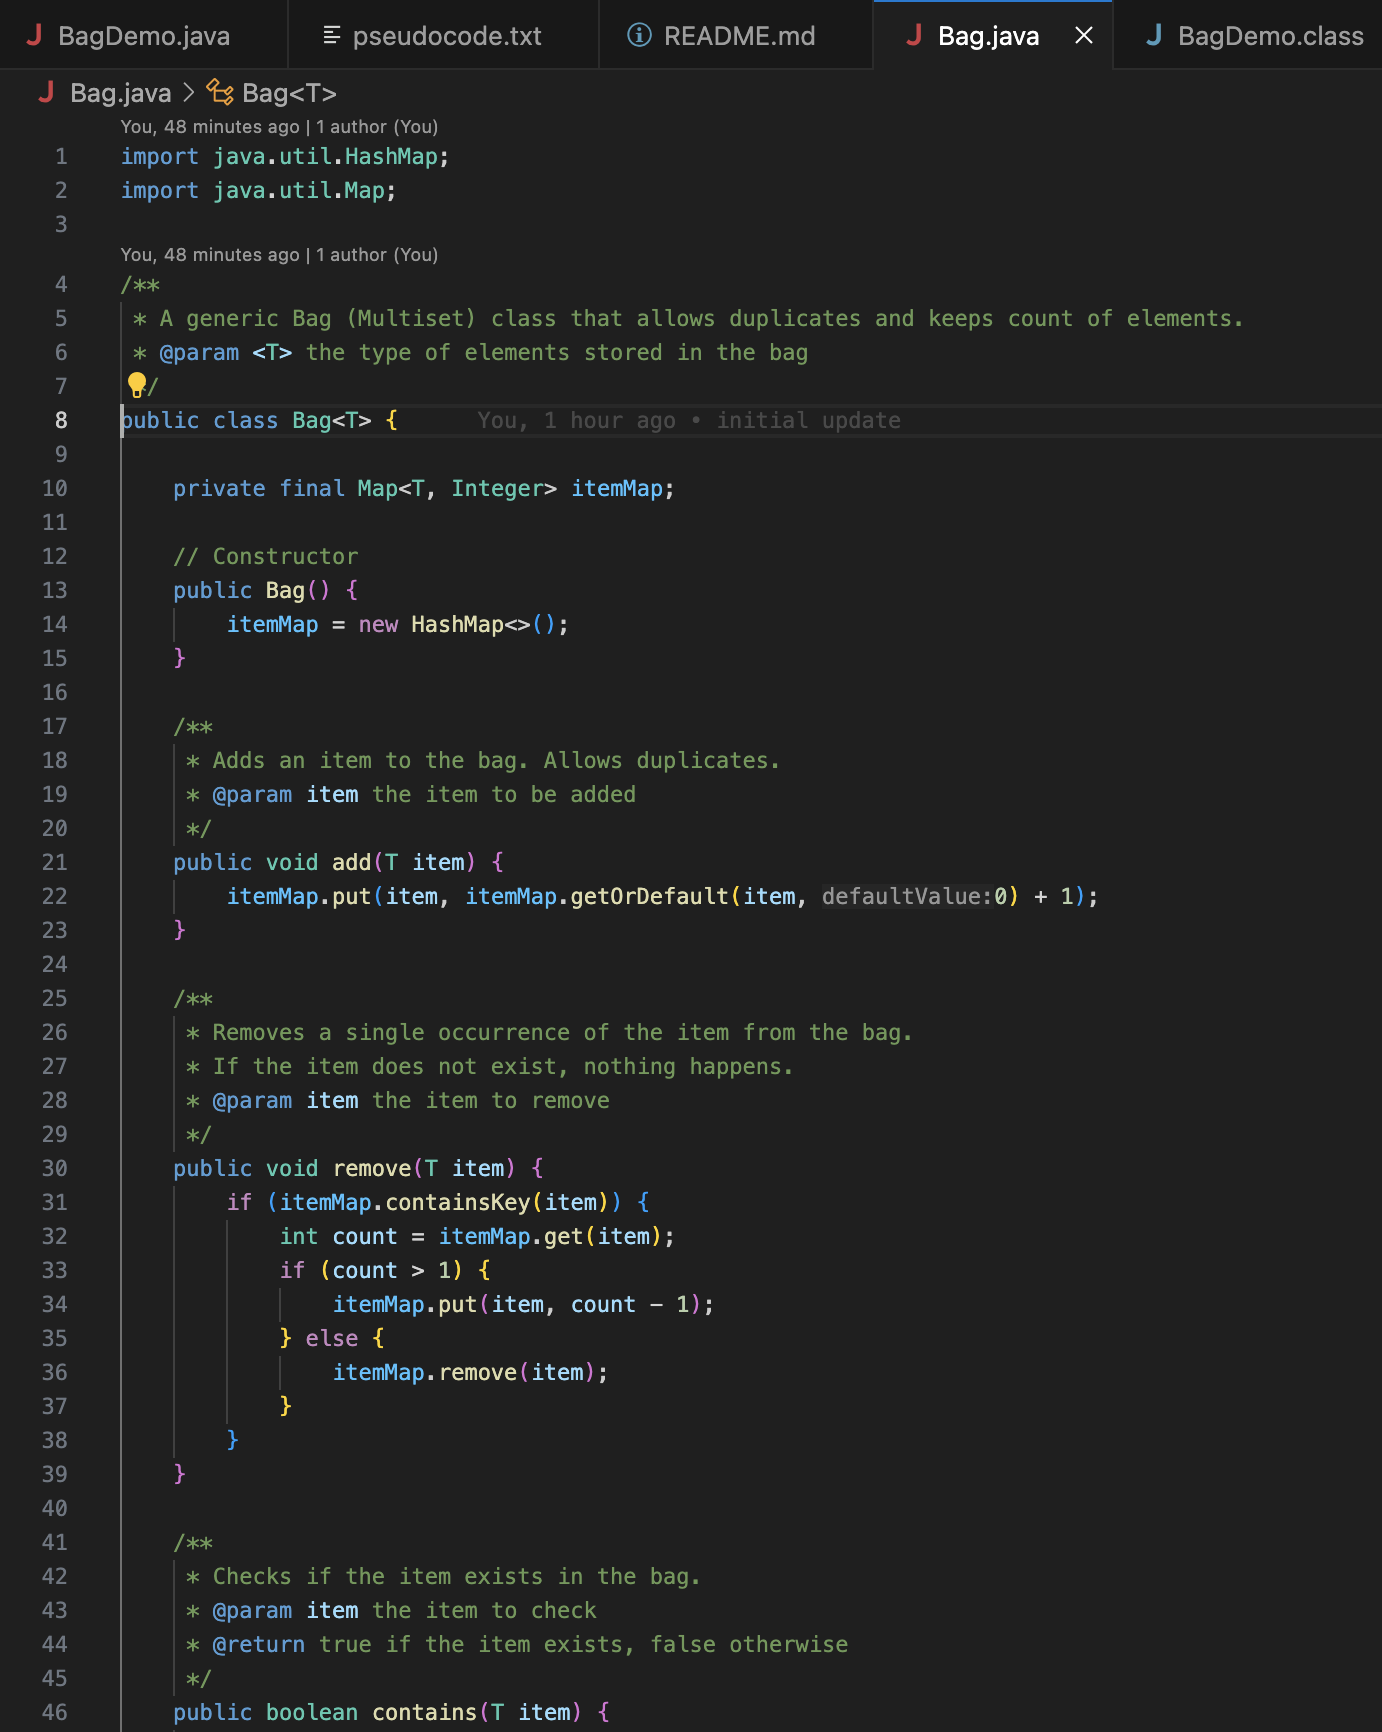 BagDemo.java pseudocode.txt README.md Bag.java BagDemo.class
Bag.java > Bag<T>
You, 48 minutes ago | 1 author (You)
1 import java.util.HashMap;
2 import java.util.Map;
3
You, 48 minutes ago | 1 author (You)
4 /**
5 * A generic Bag (Multiset) class that allows duplicates and keeps count of elements.
6 * @param <T> the type of elements stored in the bag
7 /
8 public class Bag<T> { You, 1 hour ago • initial update
9
10 private final Map<T, Integer> itemMap;
11
12 // Constructor
13 public Bag() {
14 itemMap = new HashMap<>();
15 }
16
17 /**
18 * Adds an item to the bag. Allows duplicates.
19 * @param item the item to be added
20 */
21 public void add(T item) {
22 itemMap.put(item, itemMap.getOrDefault(item, defaultValue:0) + 1);
23 }
24
25 /**
26 * Removes a single occurrence of the item from the bag.
27 * If the item does not exist, nothing happens.
28 * @param item the item to remove
29 */
30 public void remove(T item) {
31 if (itemMap.containsKey(item)) {
32 int count = itemMap.get(item);
33 if (count > 1) {
34 itemMap.put(item, count - 1);
35 } else {
36 itemMap.remove(item);
37 }
38 }
39 }
40
41 /**
42 * Checks if the item exists in the bag.
43 * @param item the item to check
44 * @return true if the item exists, false otherwise
45 */
46 public boolean contains(T item) {